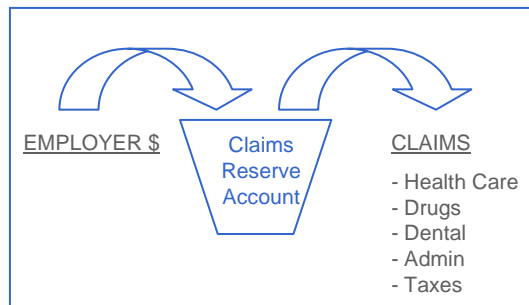 EMPLOYER $
Claims
Reserve
Account
CLAIMS
- Health Care
- Drugs
- Dental
- Admin
- Taxes